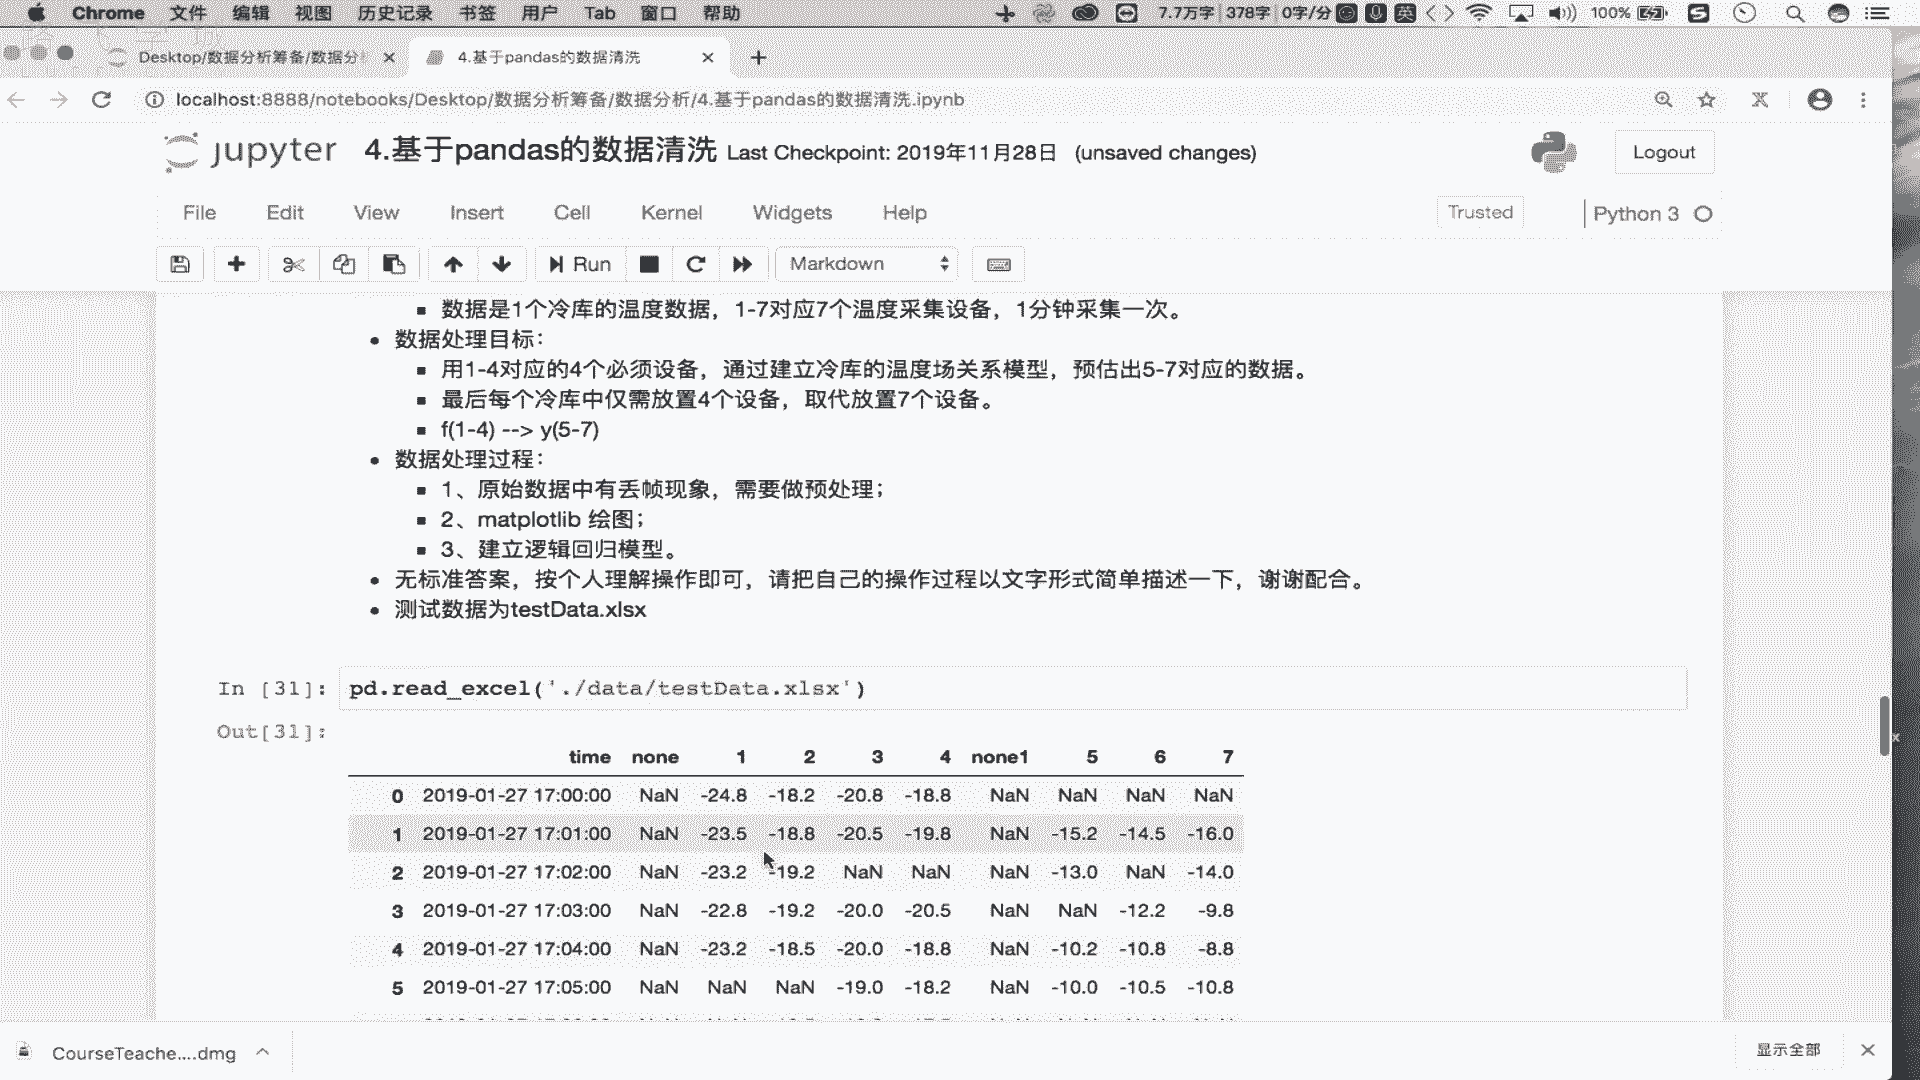 Chrome 文件 编辑 视图 历史记录 书签 用户 Tab 窗口 帮助 7.7万字 378字 0字/分 英 100%
Desktop/数据分析筹备/数据分 4.基于pandas的数据清洗
localhost:8888/notebooks/Desktop/数据分析筹备/数据分析/4.基于pandas的数据清洗.ipynb
jupyter 4.基于pandas的数据清洗 Last Checkpoint: 2019年11月28日 (unsaved changes) Logout
File Edit View Insert Cell Kernel Widgets Help Trusted Python 3
Run Markdown
数据是1个冷库的温度数据，1-7对应7个温度采集设备，1分钟采集一次。
数据处理目标：
用1-4对应的4个必须设备，通过建立冷库的温度场关系模型，预估出5-7对应的数据。
最后每个冷库中仅需放置4个设备，取代放置7个设备。
f(1-4) --> y(5-7)
数据处理过程：
1、原始数据中有丢帧现象，需要做预处理；
2、matplotlib 绘图；
3、建立逻辑回归模型。
无标准答案，按个人理解操作即可，请把自己的操作过程以文字形式简单描述一下，谢谢配合。
测试数据为testData.xlsx
In [31]: pd.read_excel('./data/testData.xlsx')
Out[31]:
time none 1 2 3 4 none1 5 6 7
0 2019-01-27 17:00:00 NaN -24.8 -18.2 -20.8 -18.8 NaN NaN NaN NaN
1 2019-01-27 17:01:00 NaN -23.5 -18.8 -20.5 -19.8 NaN -15.2 -14.5 -16.0
2 2019-01-27 17:02:00 NaN -23.2 -19.2 NaN NaN NaN -13.0 NaN -14.0
3 2019-01-27 17:03:00 NaN -22.8 -19.2 -20.0 -20.5 NaN NaN -12.2 -9.8
4 2019-01-27 17:04:00 NaN -23.2 -18.5 -20.0 -18.8 NaN -10.2 -10.8 -8.8
5 2019-01-27 17:05:00 NaN NaN NaN -19.0 -18.2 NaN -10.0 -10.5 -10.8
CourseTeache....dmg 显示全部